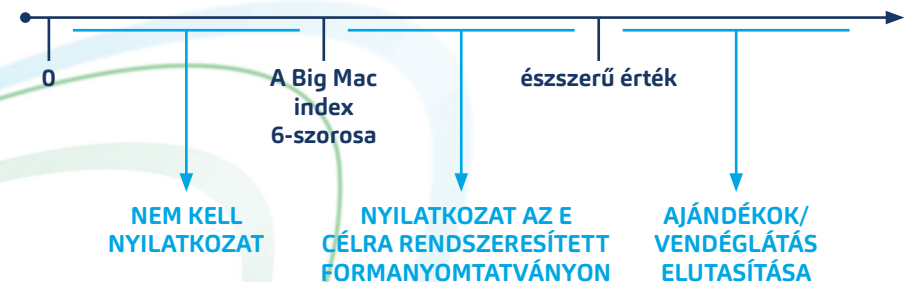 0
A Big Mac
index
6-szorosa
észszerű érték
NEM KELL
NYILATKOZAT
NYILATKOZAT AZ E
CÉLRA RENDSZERESÍTETT
FORMANYOMTATVÁNYON
AJÁNDÉKOK/
VENDÉGLÁTÁS
ELUTASÍTÁSA